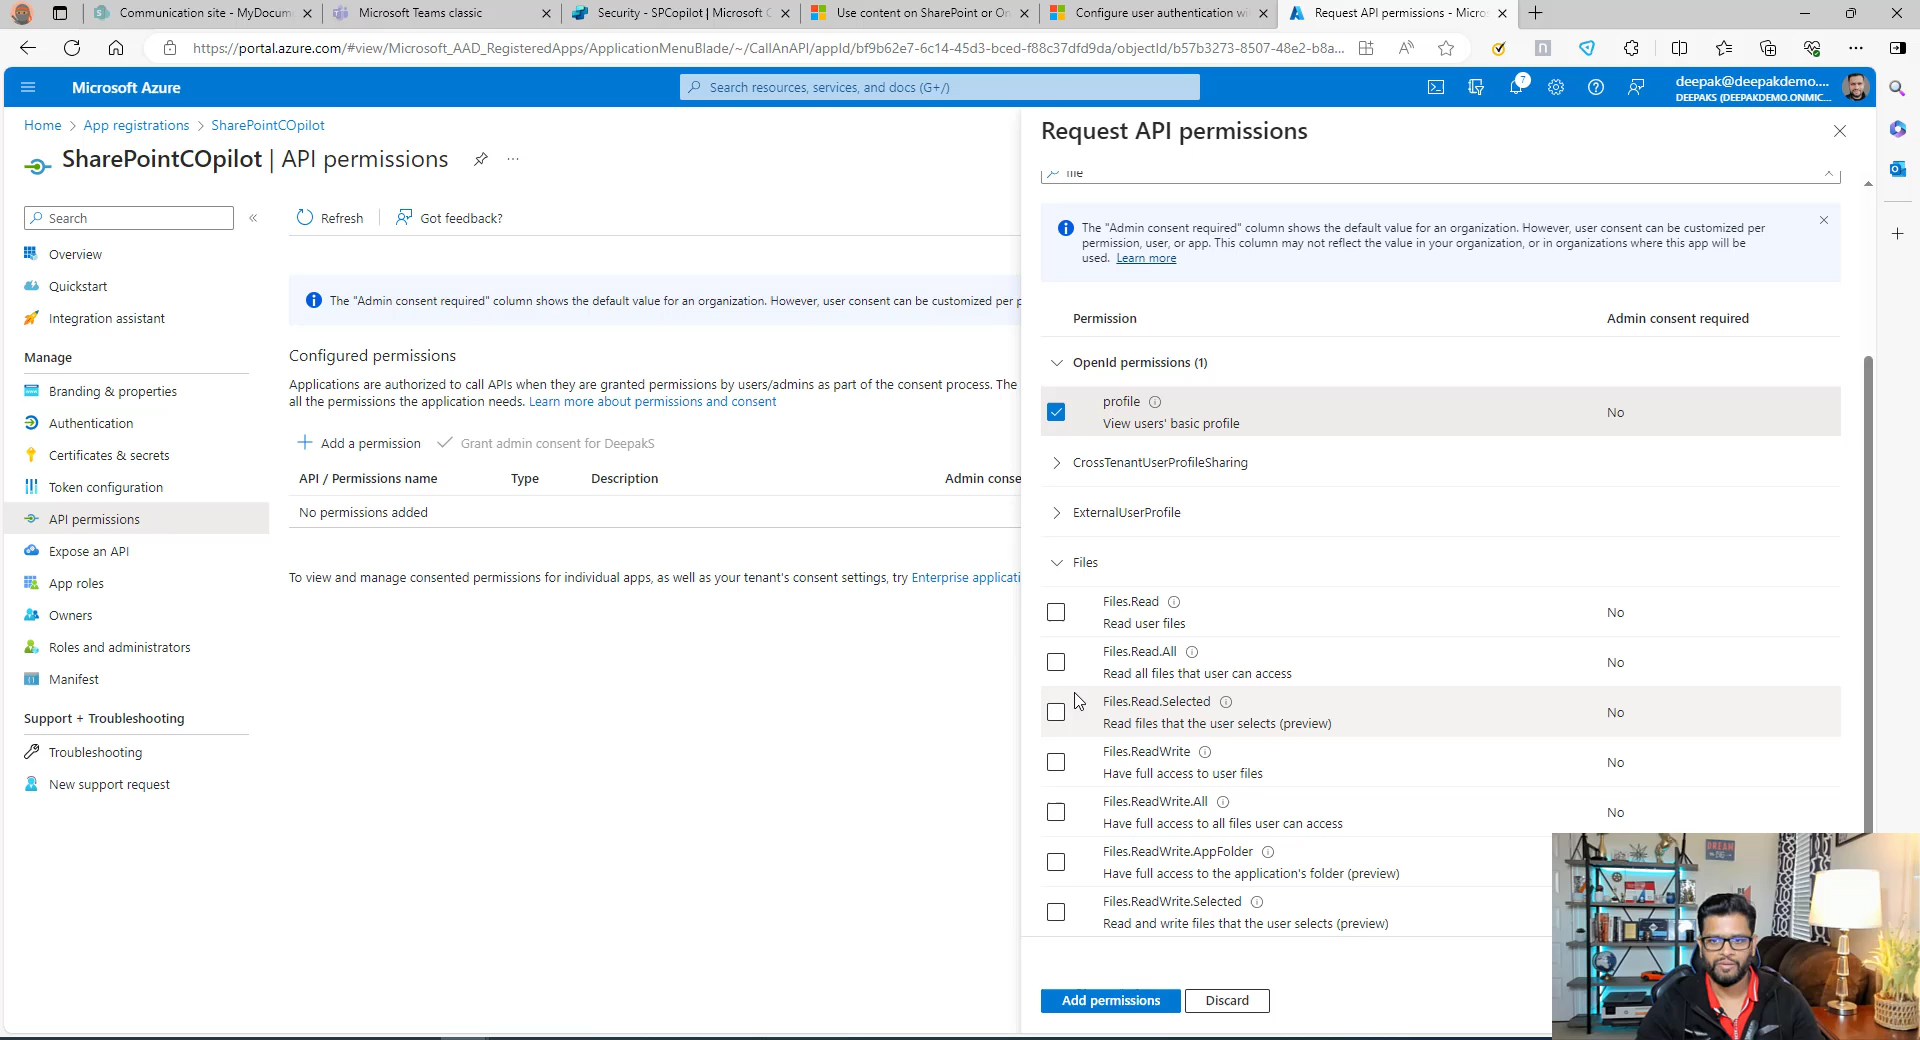 Communication site - MyDocum
Microsoft Teams classic
Security - SPCopilot | Microsoft C
Use content on SharePoint or On
Configure user authentication wi
Request API permissions - Micros
https://portal.azure.com/#view/Microsoft_AAD_RegisteredApps/ApplicationMenuBlade/~/CallAnAPI/appId/bf9b62e7-6c14-45d3-bced-f88c37dfd9da/objectId/b57b3273-8507-48e2-b8a...
Microsoft Azure
Search resources, services, and docs (G+/)
7
deepak@deepakdemo....
DEEPAKS (DEEPAKDEMO.ONMIC...
Home > App registrations > SharePointCOpilot
SharePointCOpilot | API permissions
Search
Overview
Quickstart
Integration assistant
Manage
Branding & properties
Authentication
Certificates & secrets
Token configuration
API permissions
Expose an API
App roles
Owners
Roles and administrators
Manifest
Support + Troubleshooting
Troubleshooting
New support request
Refresh
Got feedback?
The "Admin consent required" column shows the default value for an organization. However, user consent can be customized per p
Configured permissions
Applications are authorized to call APIs when they are granted permissions by users/admins as part of the consent process. The
all the permissions the application needs. Learn more about permissions and consent
Add a permission
Grant admin consent for DeepakS
API / Permissions name Type Description Admin conse
No permissions added
To view and manage consented permissions for individual apps, as well as your tenant's consent settings, try Enterprise applicati
Request API permissions
file
The "Admin consent required" column shows the default value for an organization. However, user consent can be customized per
permission, user, or app. This column may not reflect the value in your organization, or in organizations where this app will be
used. Learn more
Permission Admin consent required
OpenId permissions (1)
profile
View users' basic profile
No
CrossTenantUserProfileSharing
ExternalUserProfile
Files
Files.Read
Read user files
No
Files.Read.All
Read all files that user can access
No
Files.Read.Selected
Read files that the user selects (preview)
No
Files.ReadWrite
Have full access to user files
No
Files.ReadWrite.All
Have full access to all files user can access
No
Files.ReadWrite.AppFolder
Have full access to the application's folder (preview)
Files.ReadWrite.Selected
Read and write files that the user selects (preview)
Add permissions
Discard
DREAM